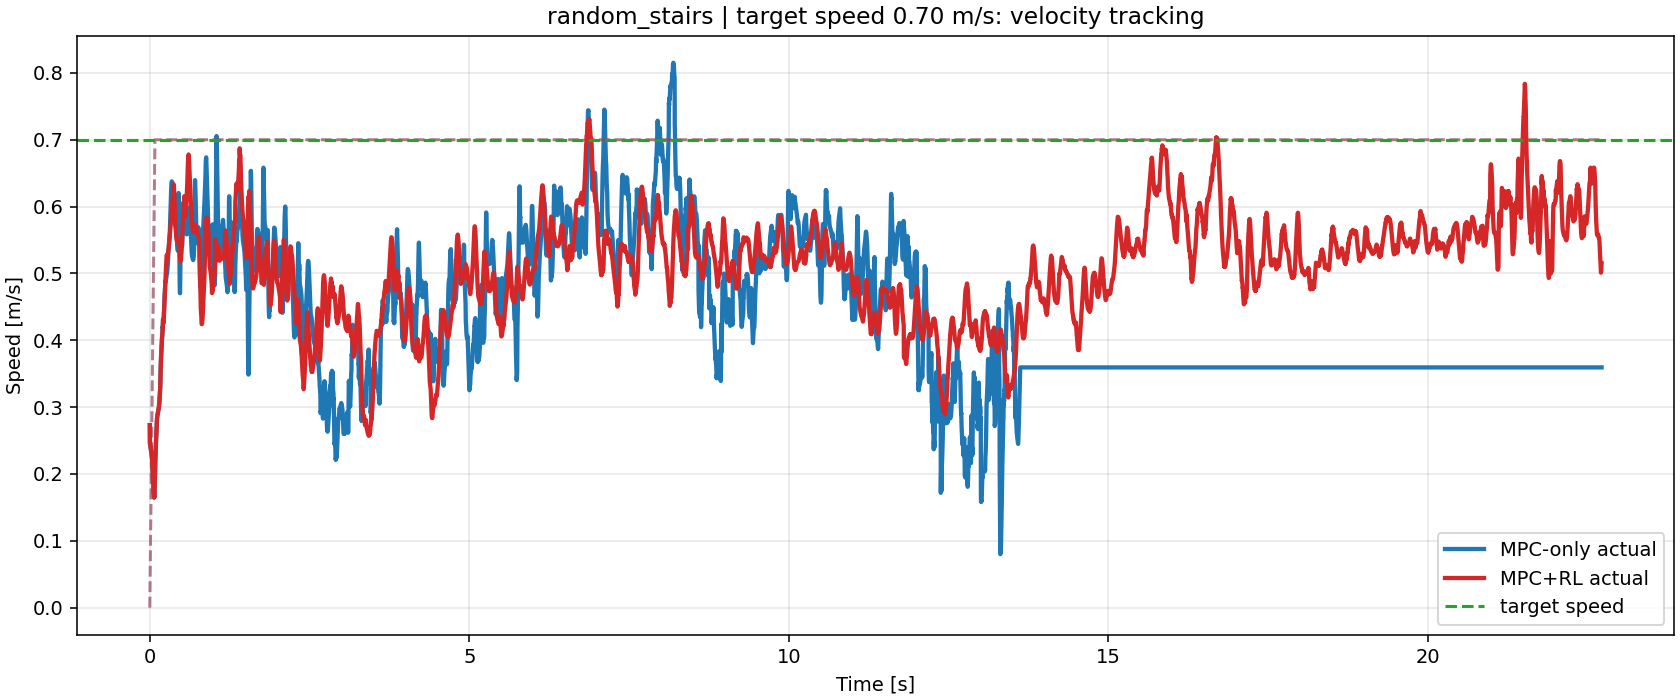 random_stairs | target speed 0.70 m/s: velocity tracking
0.8
0.7
0.6
0.5
0.4
0.3
0.2
0.1
0.0
Speed [m/s]
0
5
10
15
20
Time [s]
MPC-only actual
MPC+RL actual
target speed